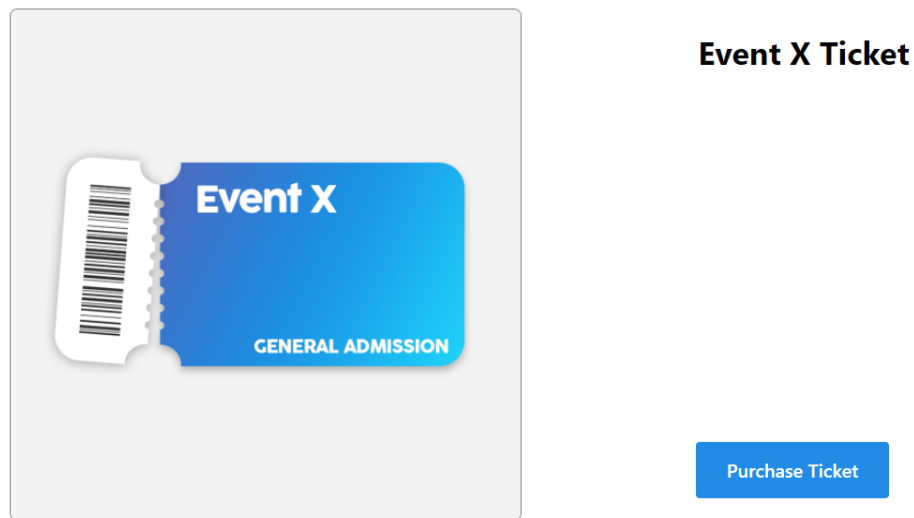 Event X Ticket
Event X
GENERAL ADMISSION
Purchase Ticket